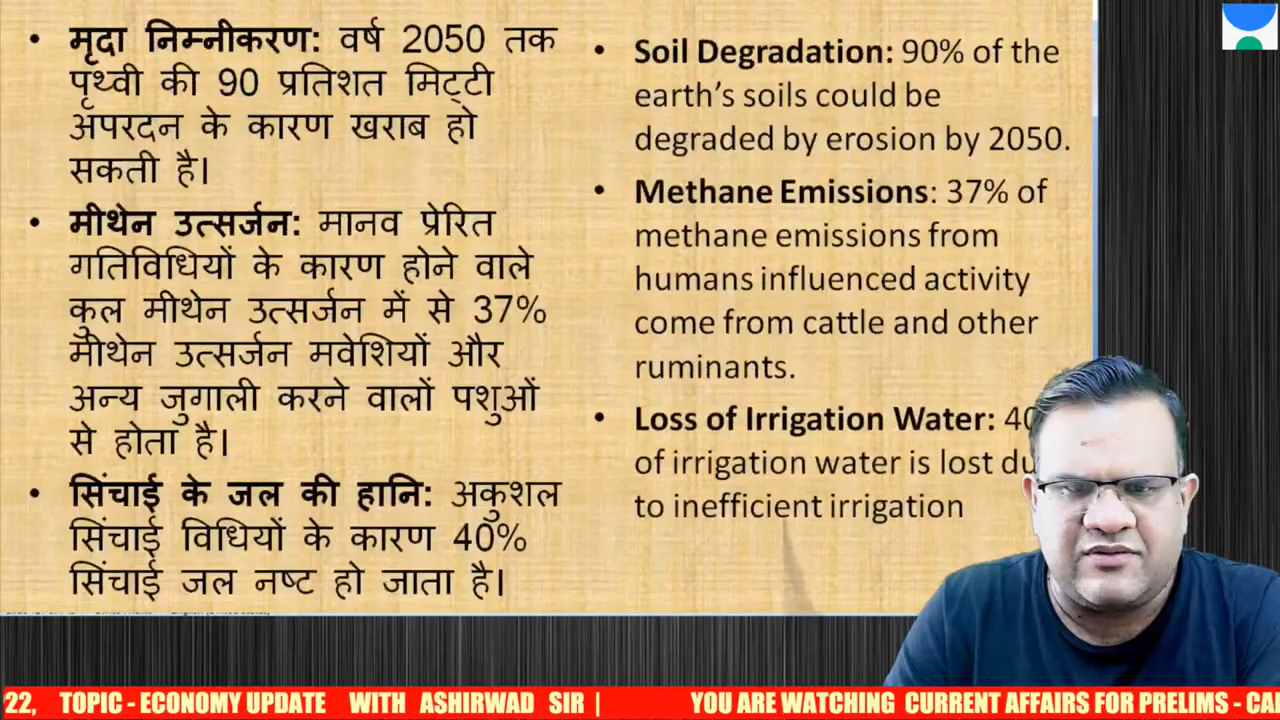 • मृदा निम्नीकरण: वर्ष 2050 तक
पृथ्वी की 90 प्रतिशत मिट्टी
अपरदन के कारण खराब हो
सकती है।
• मीथेन उत्सर्जन: मानव प्रेरित
गतिविधियों के कारण होने वाले
कुल मीथेन उत्सर्जन में से 37%
मीथेन उत्सर्जन मवेशियों और
अन्य जुगाली करने वालों पशुओं
से होता है।
• सिंचाई के जल की हानि: अकुशल
सिंचाई विधियों के कारण 40%
सिंचाई जल नष्ट हो जाता है।
• Soil Degradation: 90% of the
earth's soils could be
degraded by erosion by 2050.
• Methane Emissions: 37% of
methane emissions from
humans influenced activity
come from cattle and other
ruminants.
• Loss of Irrigation Water: 40
of irrigation water is lost du
to inefficient irrigation
22, TOPIC - ECONOMY UPDATE WITH ASHIRWAD SIR | YOU ARE WATCHING CURRENT AFFAIRS FOR PRELIMS - CA